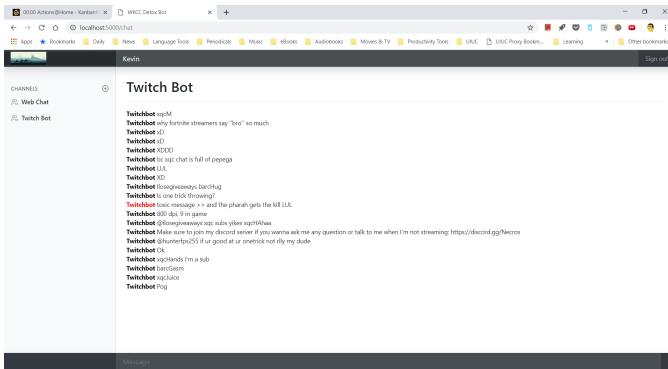 00:00 Actions@Home - Kanban
WRCC Detox Bot
localhost:5000/chat
Apps Bookmarks Daily News Language Tools Periodicals Music eBooks Audiobooks Movies & TV Productivity Tools UIUC UIUC Proxy Bookm... Learning » Other bookmarks
Kevin Sign out
CHANNELS
Web Chat
Twitch Bot
Twitch Bot
Twitchbot xqcM
Twitchbot why fortnite streamers say "bro" so much
Twitchbot xD
Twitchbot xD
Twitchbot XDDD
Twitchbot bc xqc chat is full of pepega
Twitchbot LUL
Twitchbot XD
Twitchbot Ilosegiveaways barcHug
Twitchbot Is one trick throwing?
Twitchbot toxic message >> and the pharah gets the kill LUL
Twitchbot 800 dpi, 9 in game
Twitchbot @ilosegiveaways xqc subs yikes xqcHAhaa
Twitchbot Make sure to join my discord server if you wanna ask me any question or talk to me when I'm not streaming: https://discord.gg/Necros
Twitchbot @hunterfps255 if ur good at ur onetrick not rlly my dude
Twitchbot Ok
Twitchbot xqcHands I'm a sub
Twitchbot barcGasm
Twitchbot xqcJuice
Twitchbot Pog
Message